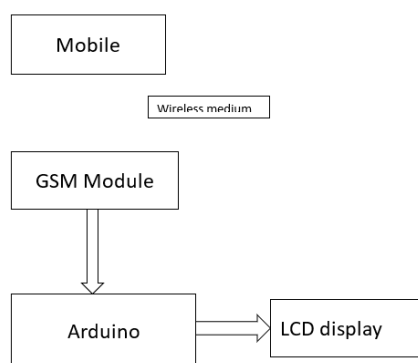 Mobile
Wireless medium
GSM Module
Arduino
LCD display